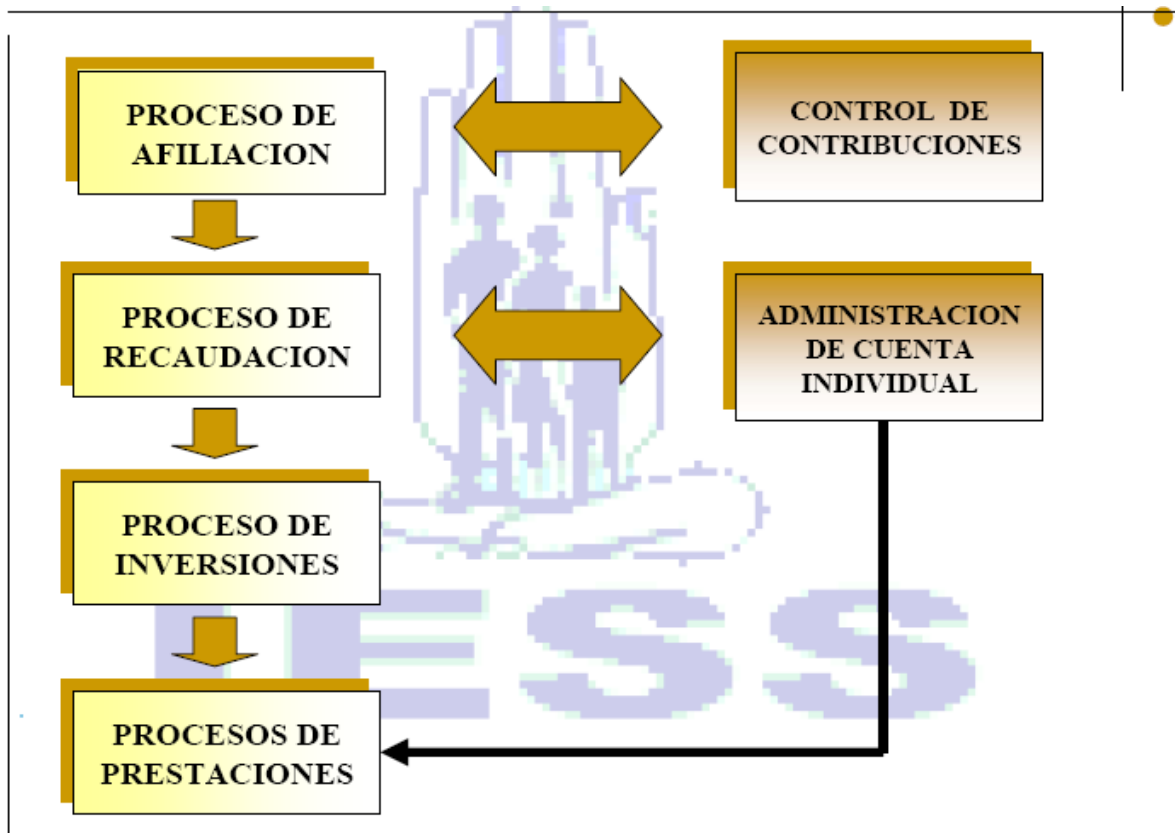 PROCESO DE
AFILIACION
CONTROL DE
CONTRIBUCIONES
PROCESO DE
RECAUDACION
ADMINISTRACION
DE CUENTA
INDIVIDUAL
PROCESO DE
INVERSIONES
PROCESOS DE
PRESTACIONES
IESS